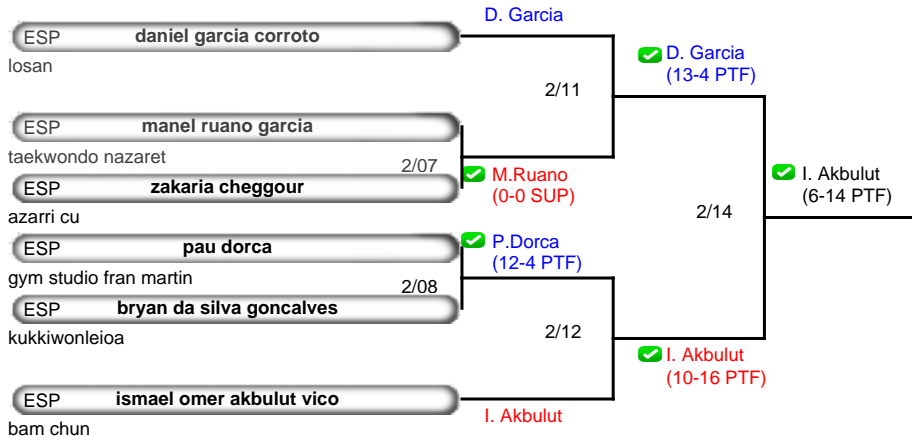 D. Garcia
ESP daniel garcia corroto
losan
D. Garcia
(13-4 PTF)
2/11
ESP manel ruano garcia
taekwondo nazaret
2/07
M.Ruano
(0-0 SUP)
ESP zakaria cheggour
azarri cu
I. Akbulut
(6-14 PTF)
2/14
ESP pau dorca
gym studio fran martin
P.Dorca
(12-4 PTF)
2/08
ESP bryan da silva goncalves
kukkiwonleioa
2/12
I. Akbulut
(10-16 PTF)
ESP ismael omer akbulut vico
bam chun
I. Akbulut